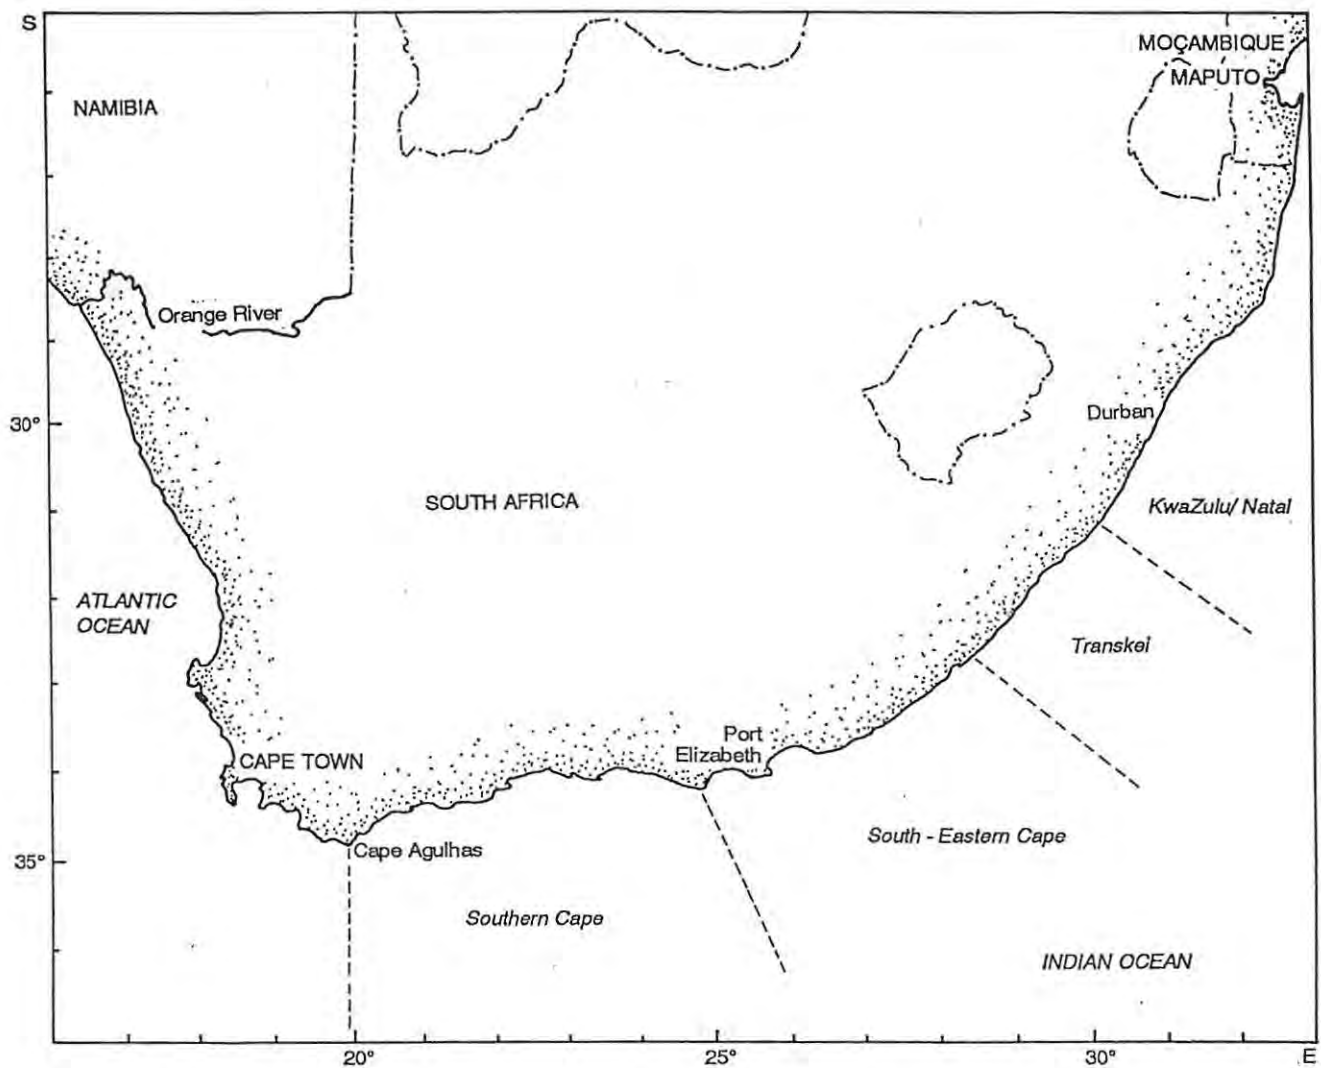 S
MOÇAMBIQUE
MAPUTO
NAMIBIA
Orange River
30°
Durban
SOUTH AFRICA
KwaZulu/ Natal
ATLANTIC
OCEAN
Transkei
Port
Elizabeth
CAPE TOWN
South - Eastern Cape
35°
Cape Agulhas
Southern Cape
INDIAN OCEAN
20°
25°
30°
E